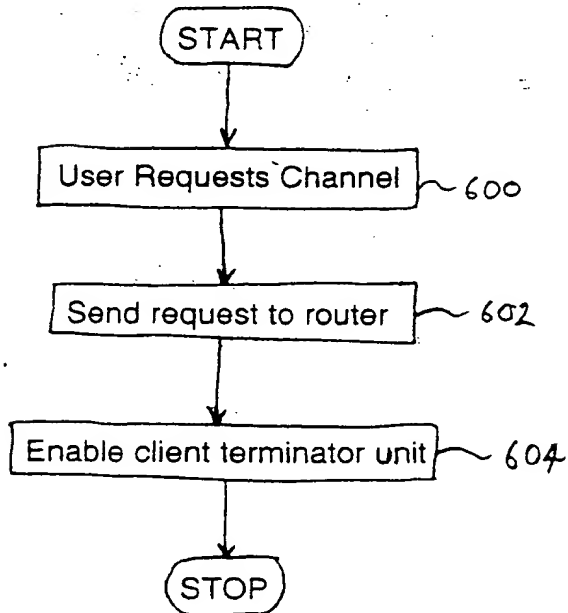 START
User Requests Channel 600
Send request to router 602
Enable client terminator unit 604
STOP